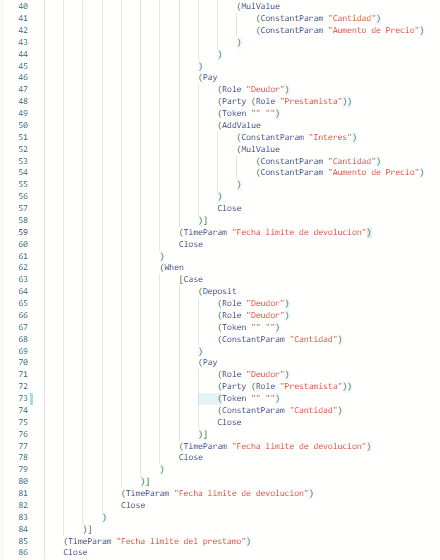 40 (MulValue
41 (ConstantParam "Cantidad")
42 (ConstantParam "Aumento de Precio")
43 )
44 )
45 )
46 (Pay
47 (Role "Deudor")
48 (Party (Role "Prestamista"))
49 (Token "" "")
50 (AddValue
51 (ConstantParam "Interes")
52 (MulValue
53 (ConstantParam "Cantidad")
54 (ConstantParam "Aumento de Precio")
55 )
56 )
57 Close
58 )]
59 (TimeParam "Fecha limite de devolucion")
60 Close
61 )
62 (When
63 [Case
64 (Deposit
65 (Role "Deudor")
66 (Role "Deudor")
67 (Token "" "")
68 (ConstantParam "Cantidad")
69 )
70 (Pay
71 (Role "Deudor")
72 (Party (Role "Prestamista"))
73 (Token "" "")
74 (ConstantParam "Cantidad")
75 Close
76 )]
77 (TimeParam "Fecha limite de devolucion")
78 Close
79 )
80 )]
81 (TimeParam "Fecha limite de devolucion")
82 Close
83 )
84 )]
85 (TimeParam "Fecha limite del prestamo")
86 Close